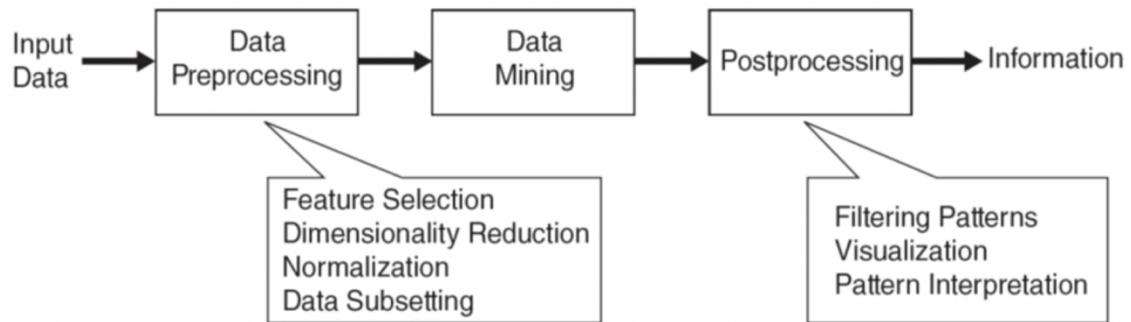 Input
Data
Data
Preprocessing
Data
Mining
Postprocessing
Information
Feature Selection
Dimensionality Reduction
Normalization
Data Subsetting
Filtering Patterns
Visualization
Pattern Interpretation